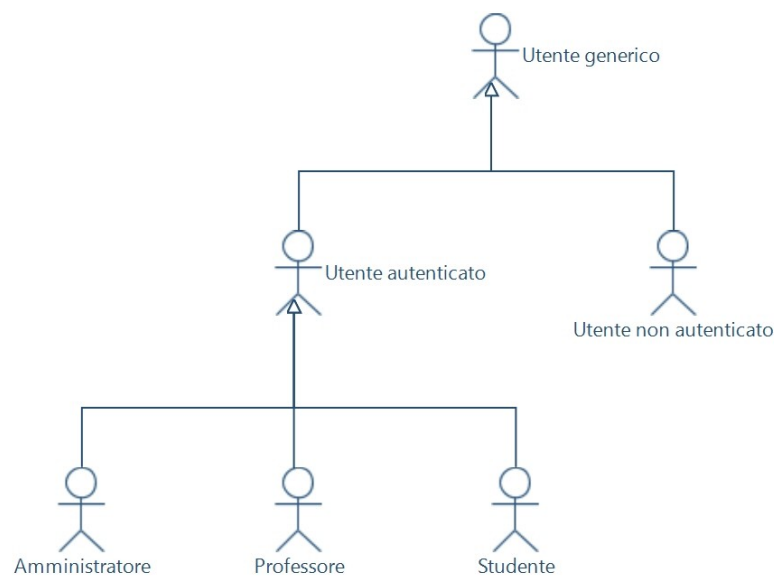 Utente generico
Utente autenticato
Utente non autenticato
Amministratore
Professore
Studente